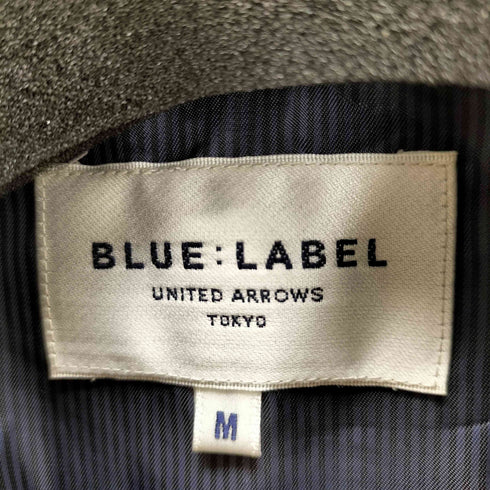 BLUE:LABEL
UNITED ARROWS
TOKYO
M